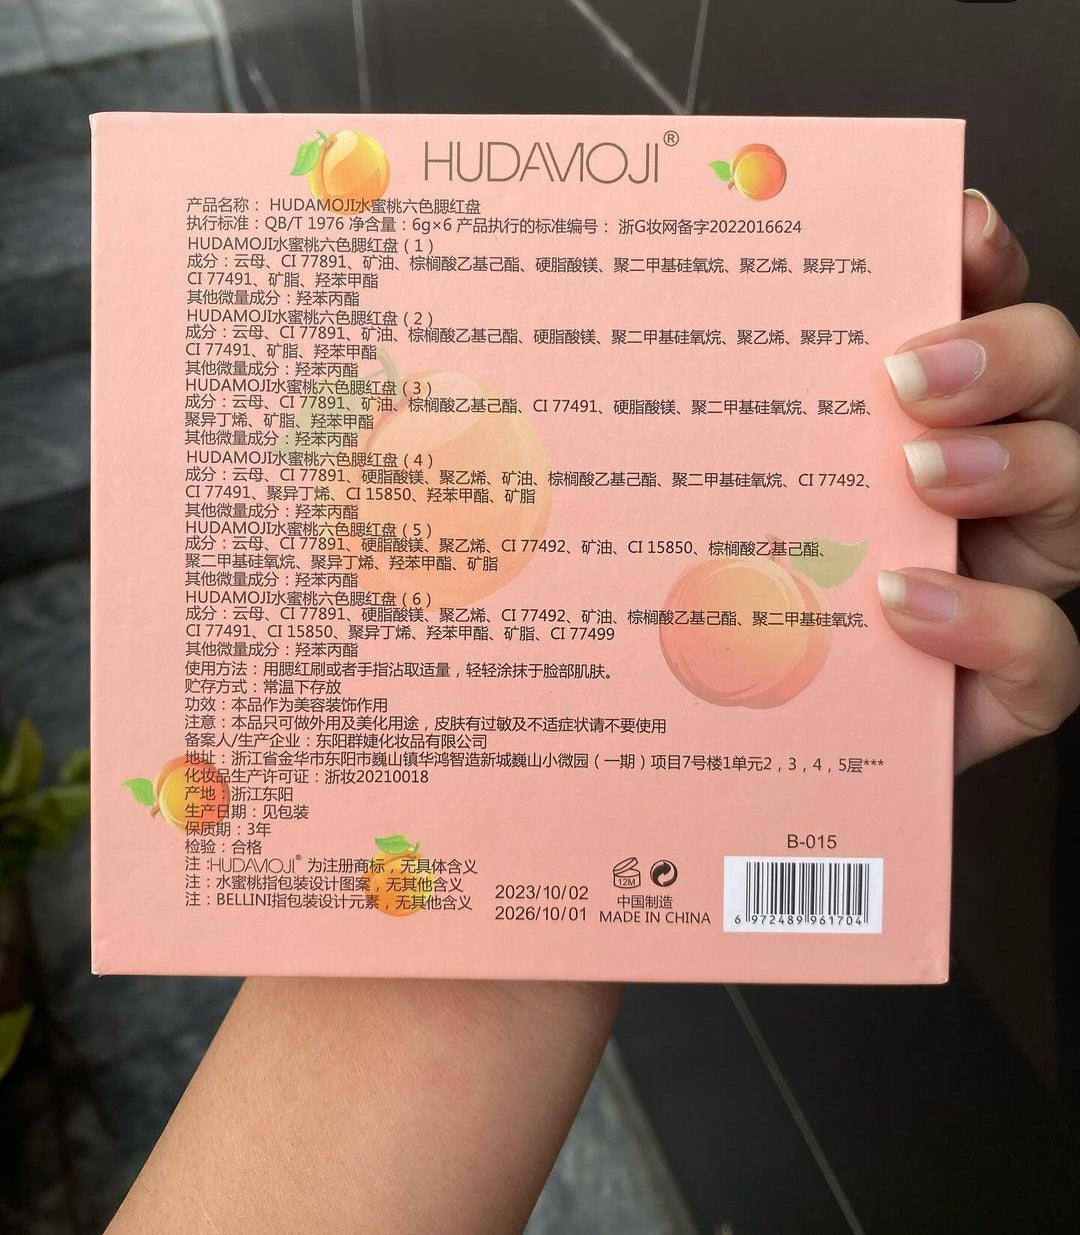 HUDAMOJI®
产品名称： HUDAMOJI水蜜桃六色腮红盘
执行标准：QB/T 1976 净含量：6g×6 产品执行的标准编号： 浙G妆网备字2022016624
HUDAMOJI水蜜桃六色腮红盘（1）
成分：云母、CI 77891、矿油、棕榈酸乙基己酯、硬脂酸镁、聚二甲基硅氧烷、聚乙烯、聚异丁烯、
CI 77491、矿脂、羟苯甲酯
其他微量成分：羟苯丙酯
HUDAMOJI水蜜桃六色腮红盘（2）
成分：云母、CI 77891、矿油、棕榈酸乙基己酯、硬脂酸镁、聚二甲基硅氧烷、聚乙烯、聚异丁烯、
CI 77491、矿脂、羟苯甲酯
其他微量成分：羟苯丙酯
HUDAMOJI水蜜桃六色腮红盘（3）
成分：云母、CI 77891、矿油、棕榈酸乙基己酯、CI 77491、硬脂酸镁、聚二甲基硅氧烷、聚乙烯、
聚异丁烯、矿脂、羟苯甲酯
其他微量成分：羟苯丙酯
HUDAMOJI水蜜桃六色腮红盘（4）
成分：云母、CI 77891、硬脂酸镁、聚乙烯、矿油、棕榈酸乙基己酯、聚二甲基硅氧烷、CI 77492、
CI 77491、聚异丁烯、CI 15850、羟苯甲酯、矿脂
其他微量成分：羟苯丙酯
HUDAMOJI水蜜桃六色腮红盘（5）
成分：云母、CI 77891、硬脂酸镁、聚乙烯、CI 77492、矿油、CI 15850、棕榈酸乙基己酯、
聚二甲基硅氧烷、聚异丁烯、羟苯甲酯、矿脂
其他微量成分：羟苯丙酯
HUDAMOJI水蜜桃六色腮红盘（6）
成分：云母、CI 77891、硬脂酸镁、聚乙烯、CI 77492、矿油、棕榈酸乙基己酯、聚二甲基硅氧烷、
CI 77491、CI 15850、聚异丁烯、羟苯甲酯、矿脂、CI 77499
其他微量成分：羟苯丙酯
使用方法：用腮红刷或者手指沾取适量，轻轻涂抹于脸部肌肤。
贮存方式：常温下存放
功效：本品作为美容装饰作用
注意：本品只可做外用及美化用途，皮肤有过敏及不适症状请不要使用
备案人/生产企业：东阳群婕化妆品有限公司
地址：浙江省金华市东阳市巍山镇华鸿智造新城巍山小微园（一期）项目7号楼1单元2，3，4，5层***
化妆品生产许可证：浙妆20210018
产地：浙江东阳
生产日期：见包装
保质期：3年
检验：合格
注:HUDAMOJI®为注册商标，无具体含义
注：水蜜桃指包装设计图案，无其他含义
注：BELLINI指包装设计元素，无其他含义
2023/10/02
2026/10/01
12M
中国制造
MADE IN CHINA
B-015
6 972489 961704